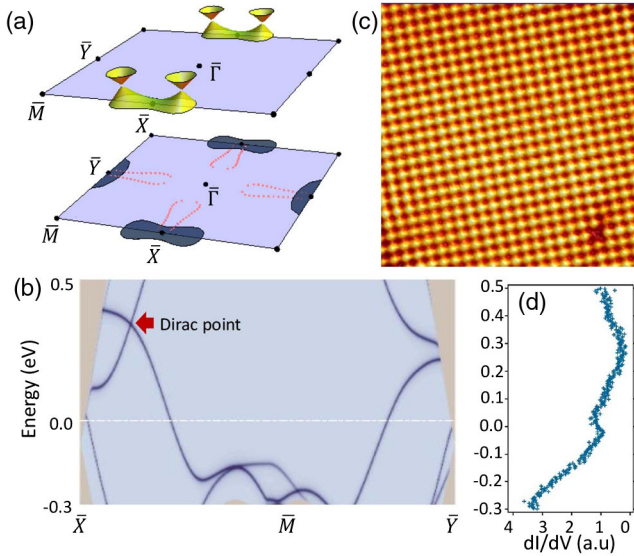 (a)
Ȳ
Γ̄
M̄
X̄
Ȳ
Γ̄
M̄
X̄
(b)
0.5
Dirac point
Energy (eV)
0.0
-0.3
X̄
M̄
Ȳ
(c)
(d)
0.5
0.4
0.3
0.2
0.1
0.0
-0.1
-0.2
-0.3
4 3 2 1 0
dI/dV (a.u)